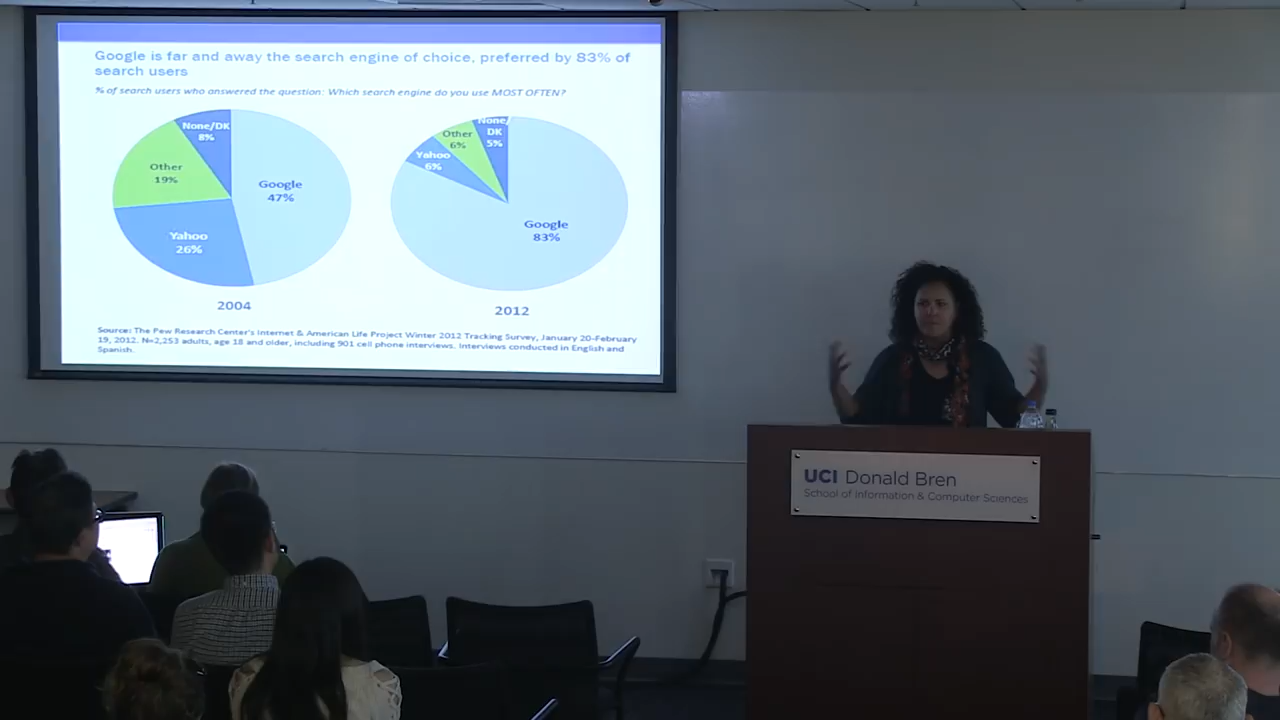 Google is far and away the search engine of choice, preferred by 83% of
search users
% of search users who answered the question: Which search engine do you use MOST OFTEN?
None/DK
8%
Other
19%
Google
47%
Yahoo
26%
2004
None/
DK
5%
Other
6%
Yahoo
6%
Google
83%
2012
Source: The Pew Research Center's Internet & American Life Project Winter 2012 Tracking Survey, January 20-February
19, 2012. N=2,253 adults, age 18 and older, including 901 cell phone interviews. Interviews conducted in English and
Spanish.
UCI Donald Bren
School of Information & Computer Sciences